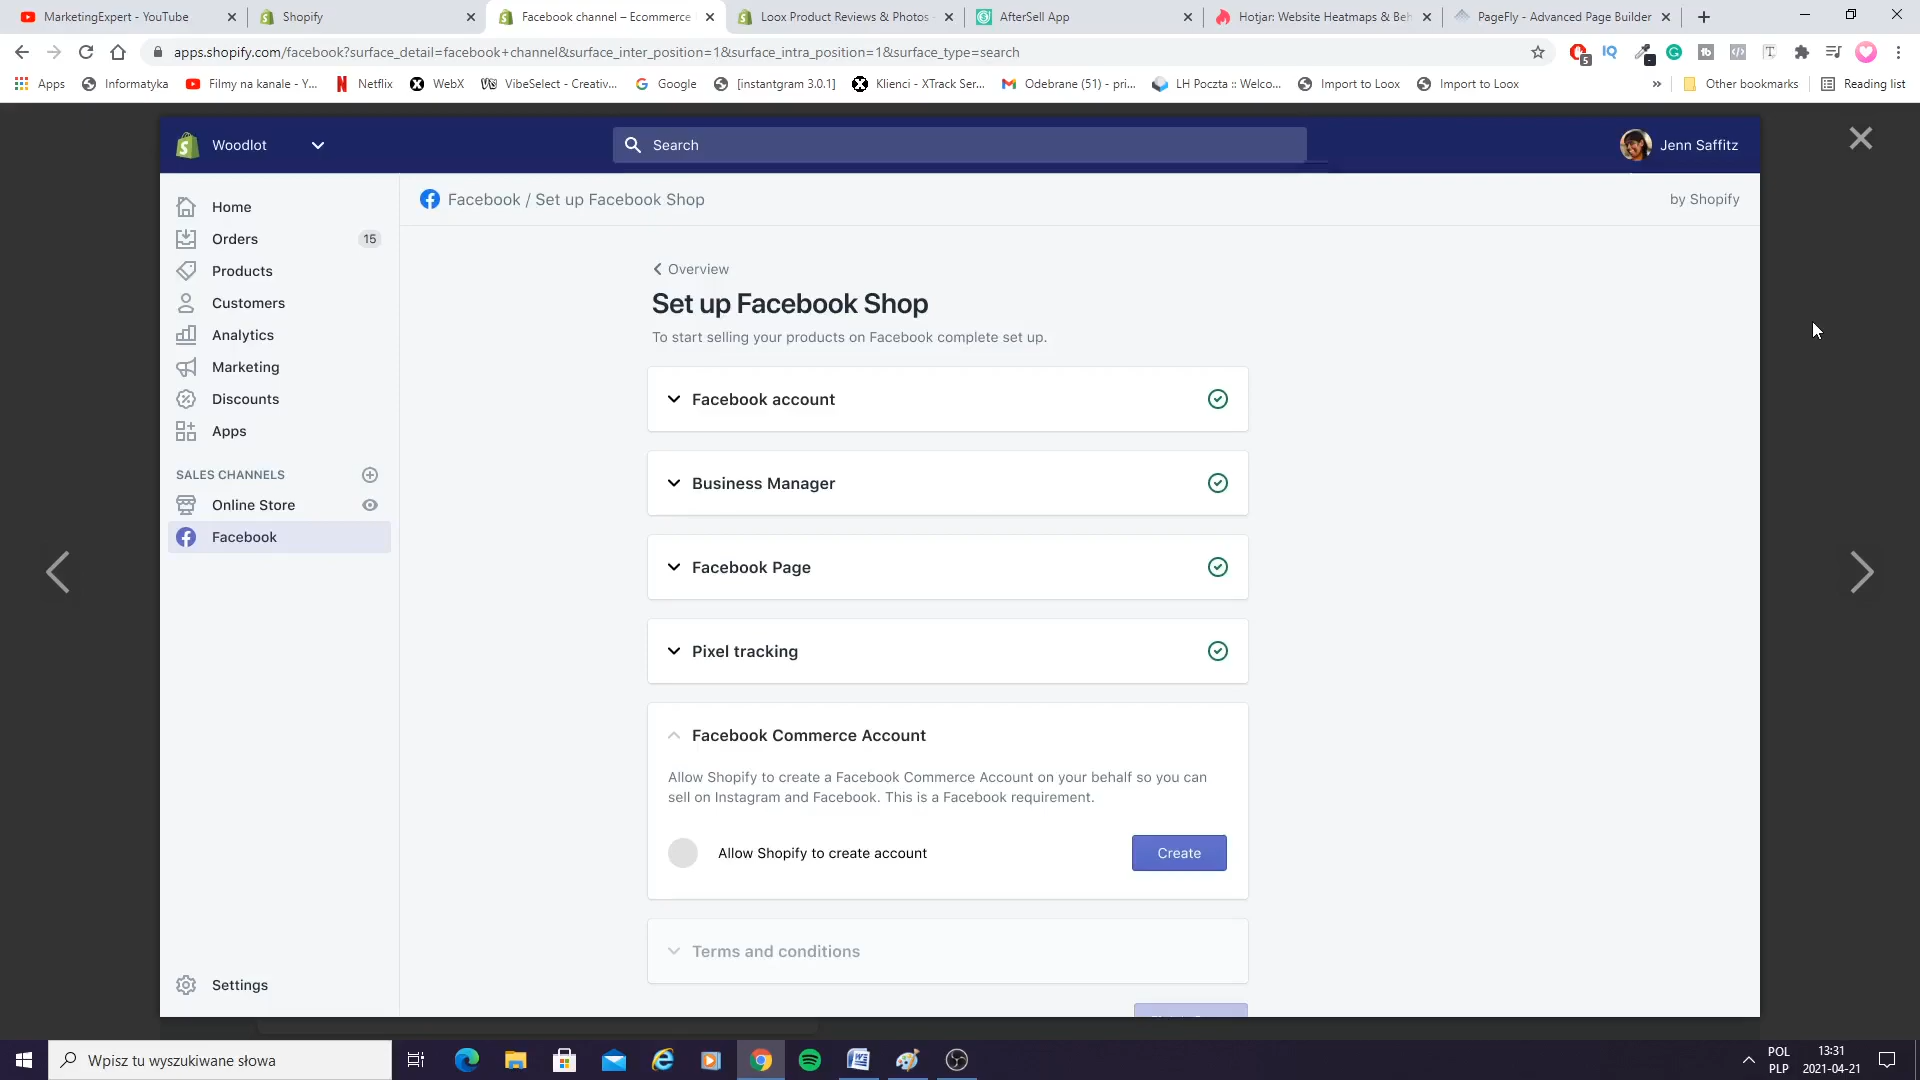 MarketingExpert - YouTube
Shopify
Facebook channel – Ecommerce
Loox Product Reviews & Photos
AfterSell App
Hotjar: Website Heatmaps & Beh
PageFly - Advanced Page Builder
apps.shopify.com/facebook?surface_detail=facebook+channel&surface_inter_position=1&surface_intra_position=1&surface_type=search
5
IQ
Apps
Informatyka
Filmy na kanale - Y...
Netflix
WebX
VibeSelect - Creativ...
Google
[instantgram 3.0.1]
Klienci - XTrack Ser...
Odebrane (51) - pri...
LH Poczta :: Welco...
Import to Loox
Import to Loox
»
Other bookmarks
Reading list
Woodlot
Search
Jenn Saffitz
Home
Orders
15
Products
Customers
Analytics
Marketing
Discounts
Apps
SALES CHANNELS
Online Store
Facebook
Settings
Facebook / Set up Facebook Shop
by Shopify
Overview
Set up Facebook Shop
To start selling your products on Facebook complete set up.
Facebook account
Business Manager
Facebook Page
Pixel tracking
Facebook Commerce Account
Allow Shopify to create a Facebook Commerce Account on your behalf so you can
sell on Instagram and Facebook. This is a Facebook requirement.
Allow Shopify to create account
Create
Terms and conditions
Wpisz tu wyszukiwane słowa
POL
PLP
13:31
2021-04-21